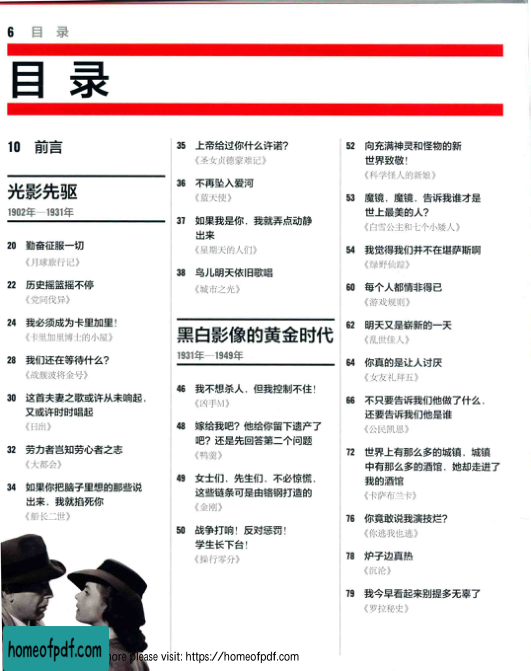 6 目 录
目 录
10 前言
光影先驱
1902年—1931年
20 勤奋征服一切
《月球旅行记》
22 历史摇篮摇不停
《党同伐异》
24 我必须成为卡里加里！
《卡里加里博士的小屋》
28 我们还在等待什么？
《战舰波将金号》
30 这首夫妻之歌或许从未响起，
又或许时时唱起
《日出》
32 劳力者岂知劳心者之志
《大都会》
34 如果你把脑子里想的那些说
出来，我就掐死你
《船长二世》
35 上帝给过你什么许诺？
《圣女贞德蒙难记》
36 不再坠入爱河
《蓝天使》
37 如果我是你，我就弄点动静
出来
《星期天的人们》
38 鸟儿明天依旧歌唱
《城市之光》
黑白影像的黄金时代
1931年—1949年
46 我不想杀人，但我控制不住！
《凶手M》
48 嫁给我吧？他给你留下遗产了
吧？还是先回答第二个问题
《鸭羹》
49 女士们，先生们，不必惊慌，
这些链条可是由铬钢打造的
《金刚》
50 战争打响！反对惩罚！
学生长下台！
《操行零分》
52 向充满神灵和怪物的新
世界致敬！
《科学怪人的新娘》
53 魔镜，魔镜，告诉我谁才是
世上最美的人？
《白雪公主和七个小矮人》
54 我觉得我们并不在堪萨斯啊
《绿野仙踪》
60 每个人都情非得已
《游戏规则》
62 明天又是崭新的一天
《乱世佳人》
64 你真的是让人讨厌
《女友礼拜五》
66 不只要告诉我们他做了什么，
还要告诉我们他是谁
《公民凯恩》
72 世界上有那么多的城镇，城镇
中有那么多的酒馆，她却走进了
我的酒馆
《卡萨布兰卡》
76 你竟敢说我演技烂？
《你逃我也逃》
78 炉子边真热
《沉沦》
79 我今早看起来别提多无辜了
《罗拉秘史》
homeofpdf.com
more please visit: https://homeofpdf.com